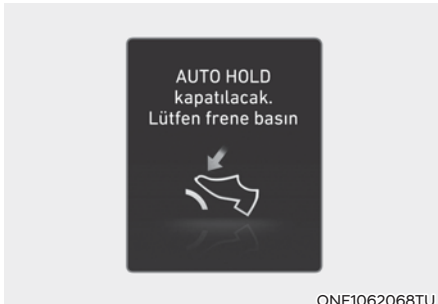 AUTO HOLD
kapatılacak.
Lütfen frene basın
ONE1062068TU